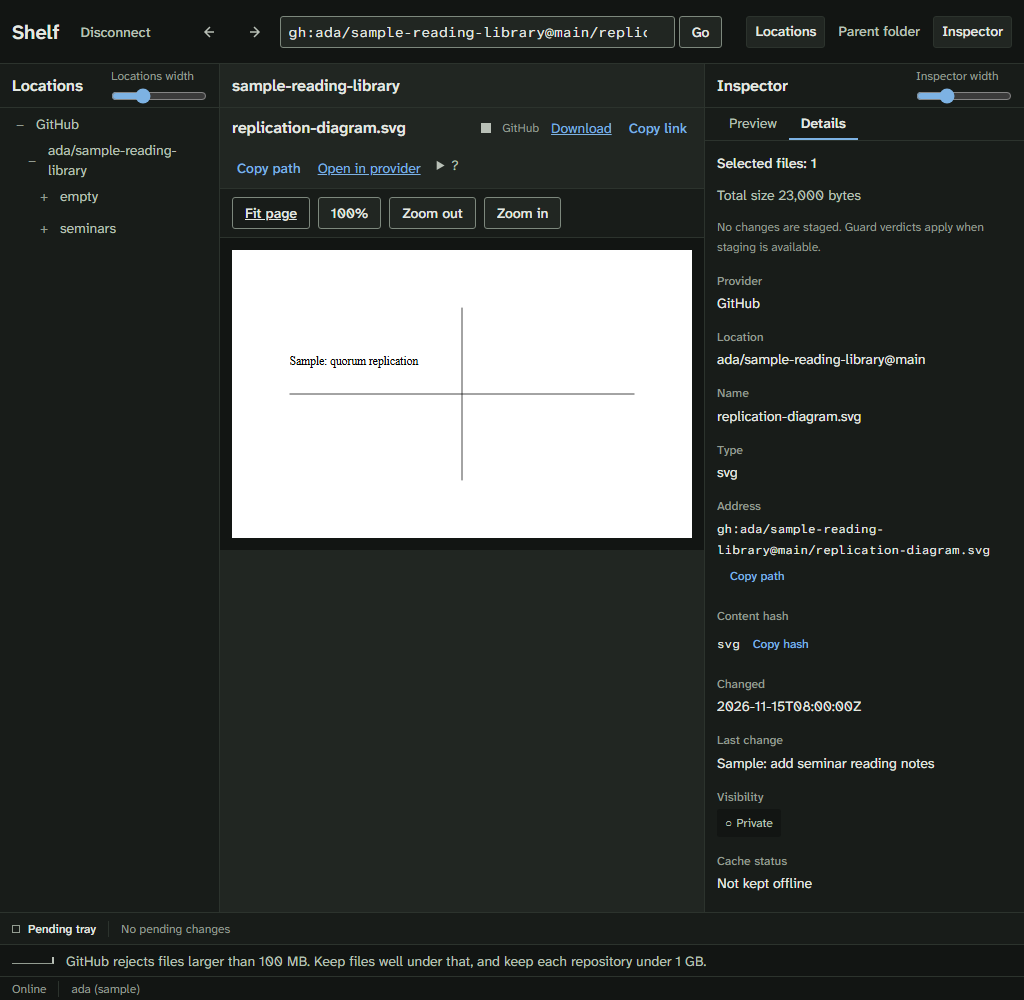 Shelf Disconnect ← → gh:ada/sample-reading-library@main/replic Go Locations Parent folder Inspector
Locations Locations width
− GitHub
− ada/sample-reading-
library
+ empty
+ seminars
sample-reading-library
replication-diagram.svg GitHub Download Copy link
Copy path Open in provider ▶ ?
Fit page 100% Zoom out Zoom in
Sample: quorum replication
Inspector Inspector width
Preview Details
Selected files: 1
Total size 23,000 bytes
No changes are staged. Guard verdicts apply when
staging is available.
Provider
GitHub
Location
ada/sample-reading-library@main
Name
replication-diagram.svg
Type
svg
Address
gh:ada/sample-reading-
library@main/replication-diagram.svg
Copy path
Content hash
svg Copy hash
Changed
2026-11-15T08:00:00Z
Last change
Sample: add seminar reading notes
Visibility
○ Private
Cache status
Not kept offline
Pending tray No pending changes
GitHub rejects files larger than 100 MB. Keep files well under that, and keep each repository under 1 GB.
Online ada (sample)